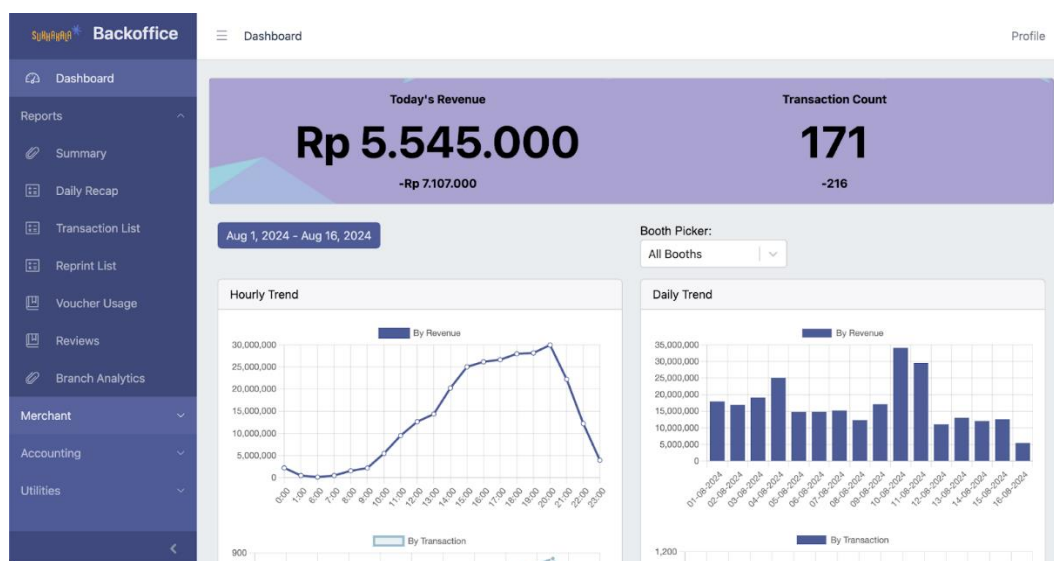 SUNMANALA Backoffice
Dashboard
Profile
Dashboard
Reports
Summary
Daily Recap
Transaction List
Reprint List
Voucher Usage
Reviews
Branch Analytics
Merchant
Accounting
Utilities
Today's Revenue
Rp 5.545.000
-Rp 7.107.000
Transaction Count
171
-216
Aug 1, 2024 - Aug 16, 2024
Booth Picker:
All Booths
Hourly Trend
By Revenue
30,000,000
25,000,000
20,000,000
15,000,000
10,000,000
5,000,000
0
0:00 1:00 6:00 7:00 8:00 9:00 10:00 11:00 12:00 13:00 14:00 15:00 16:00 17:00 18:00 19:00 20:00 21:00 22:00 23:00
By Transaction
900
Daily Trend
By Revenue
35,000,000
30,000,000
25,000,000
20,000,000
15,000,000
10,000,000
5,000,000
0
01-08-2024 02-08-2024 03-08-2024 04-08-2024 05-08-2024 06-08-2024 07-08-2024 08-08-2024 09-08-2024 10-08-2024 11-08-2024 12-08-2024 13-08-2024 14-08-2024 15-08-2024 16-08-2024
By Transaction
1,200